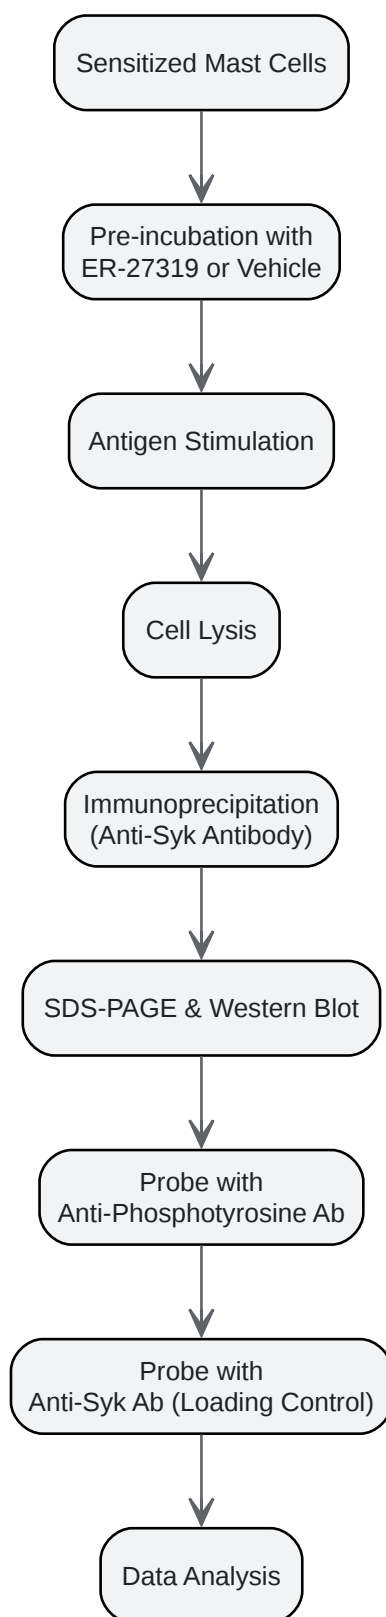 Sensitized Mast Cells
Pre-incubation with
ER-27319 or Vehicle
Antigen Stimulation
Cell Lysis
Immunoprecipitation
(Anti-Syk Antibody)
SDS-PAGE & Western Blot
Probe with
Anti-Phosphotyrosine Ab
Probe with
Anti-Syk Ab (Loading Control)
Data Analysis